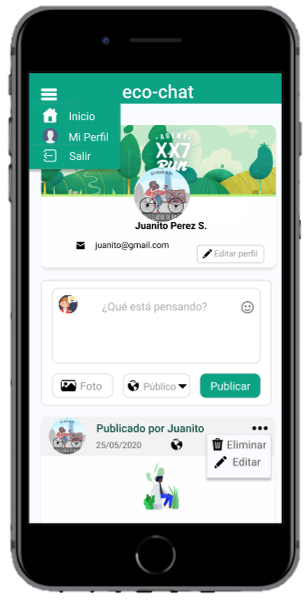 eco-chat
Inicio
Mi Perfil
Salir
AGENT
XX7
RUN
Juanito Perez S.
juanito@gmail.com
Editar perfil
¿Qué está pensando?
Foto
Público
Publicar
Publicado por Juanito
25/05/2020
Eliminar
Editar